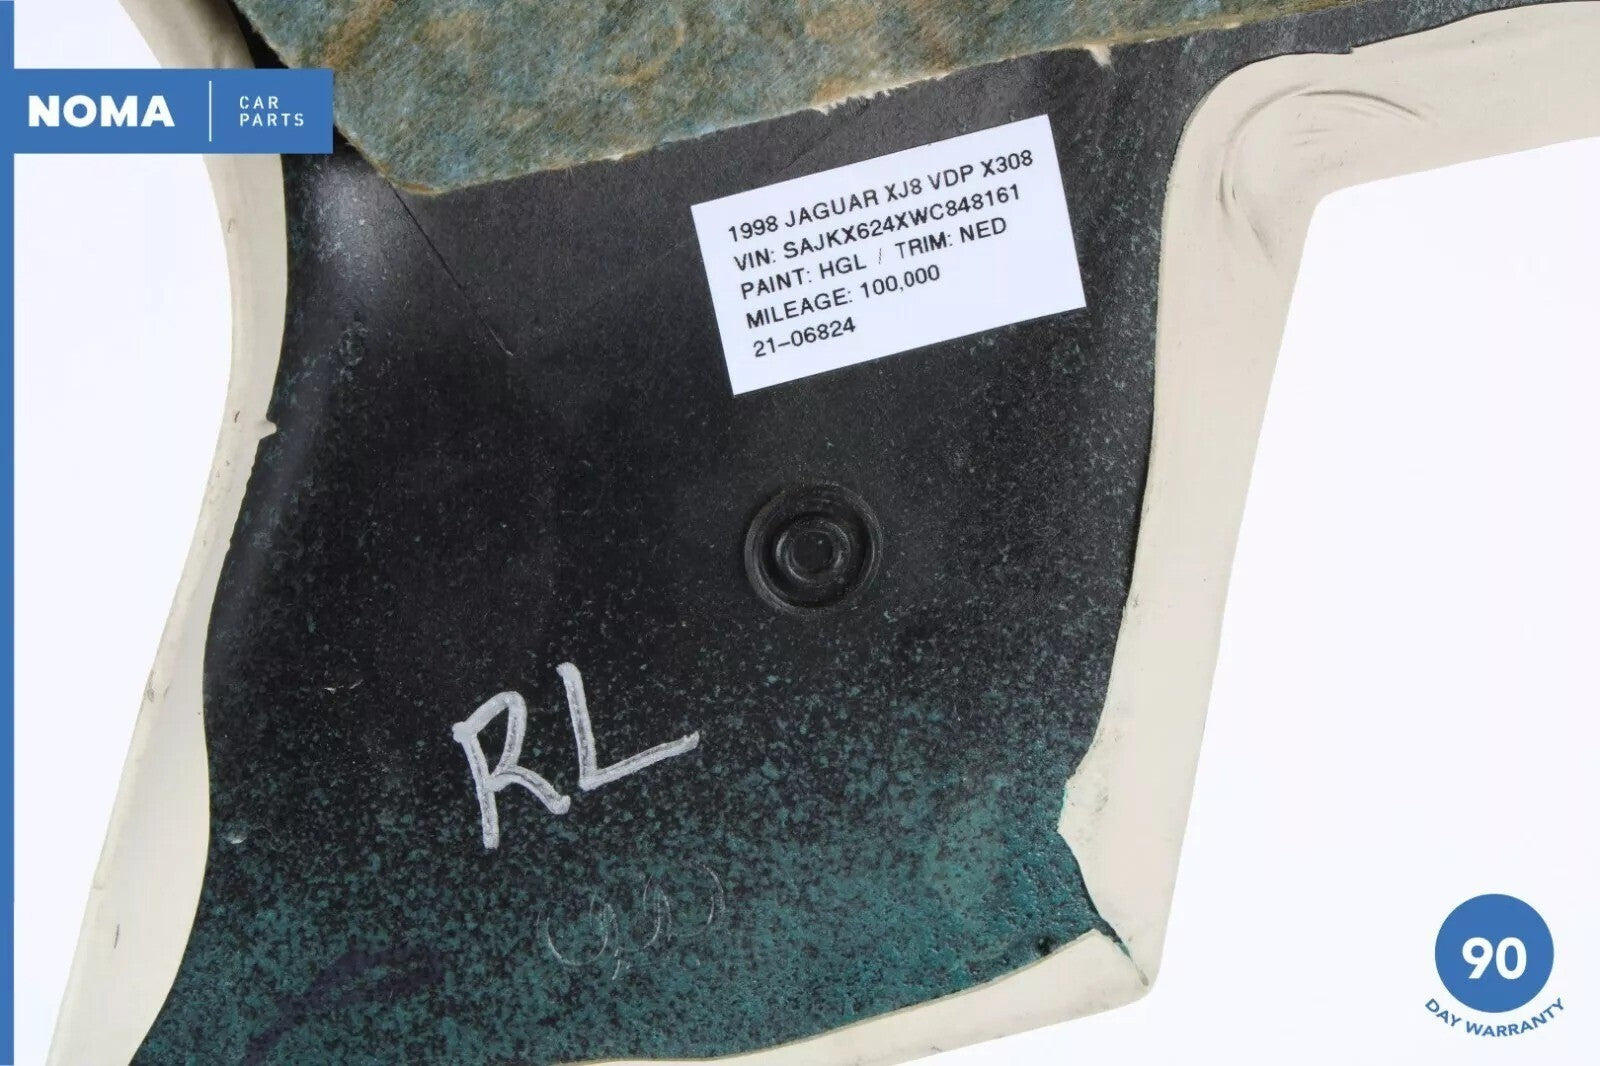 NOMA
CAR
PARTS
1998 JAGUAR XJ8 VDP X308
VIN: SAJKX624XWC848161
PAINT: HGL / TRIM: NED
MILEAGE: 100,000
21-06824
RL
90
DAY WARRANTY